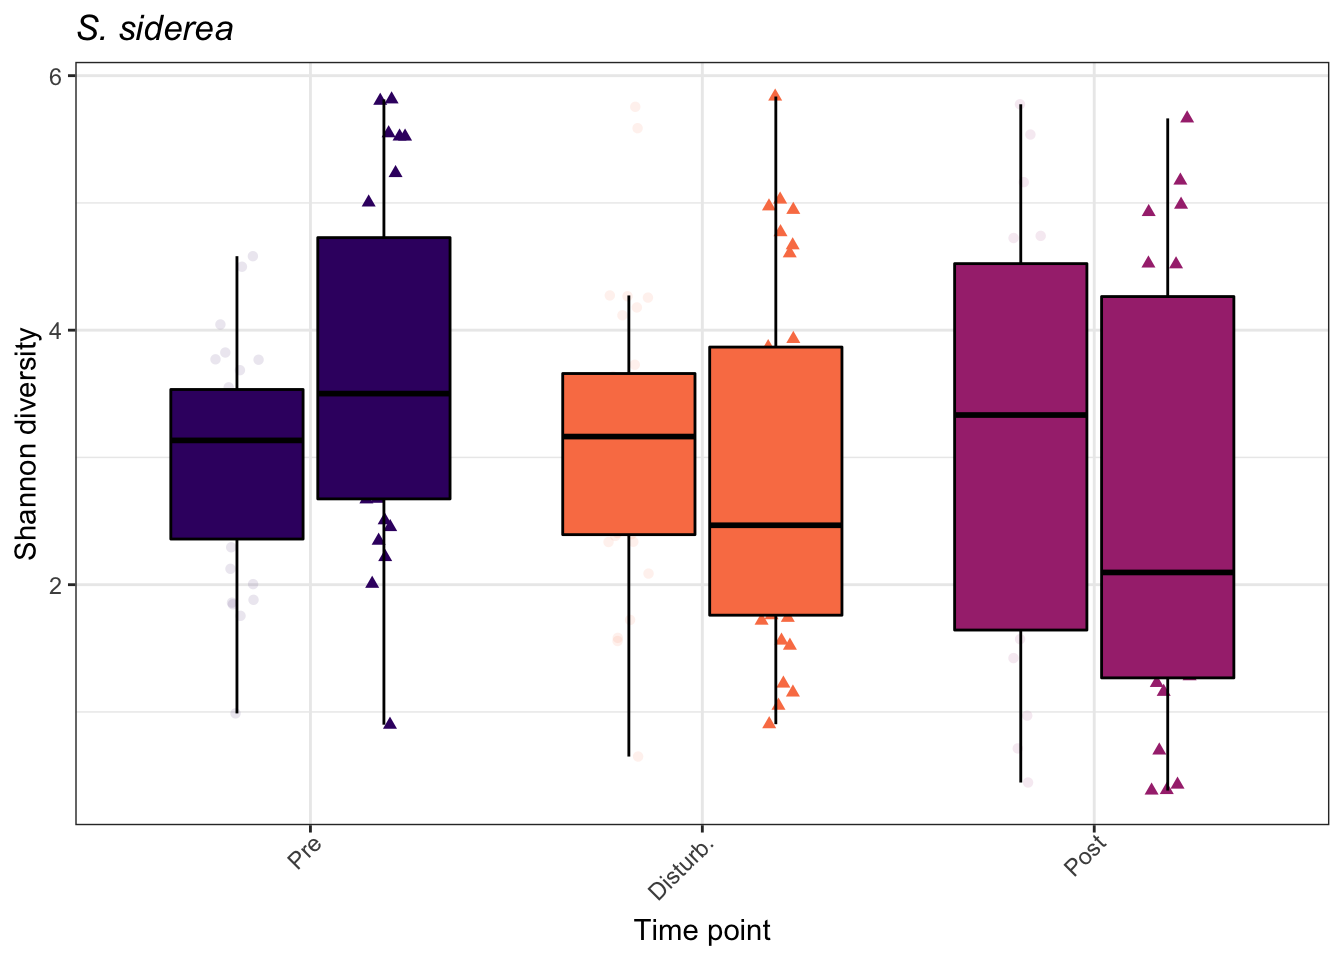 S. siderea
Shannon diversity
6
4
2
Pre
Disturb.
Post
Time point